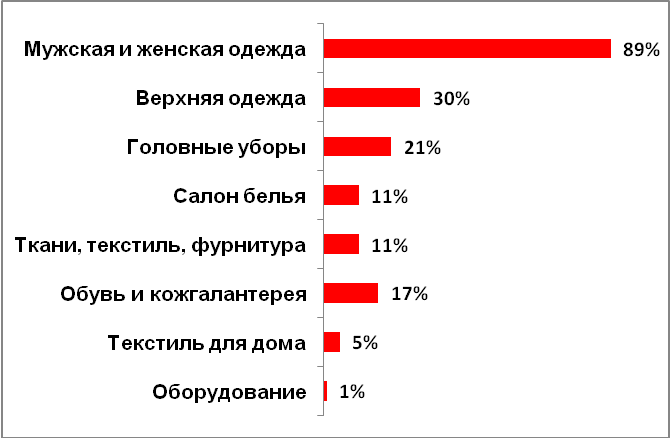 Мужская и женская одежда 89%
Верхняя одежда 30%
Головные уборы 21%
Салон белья 11%
Ткани, текстиль, фурнитура 11%
Обувь и кожгалантерея 17%
Текстиль для дома 5%
Оборудование 1%